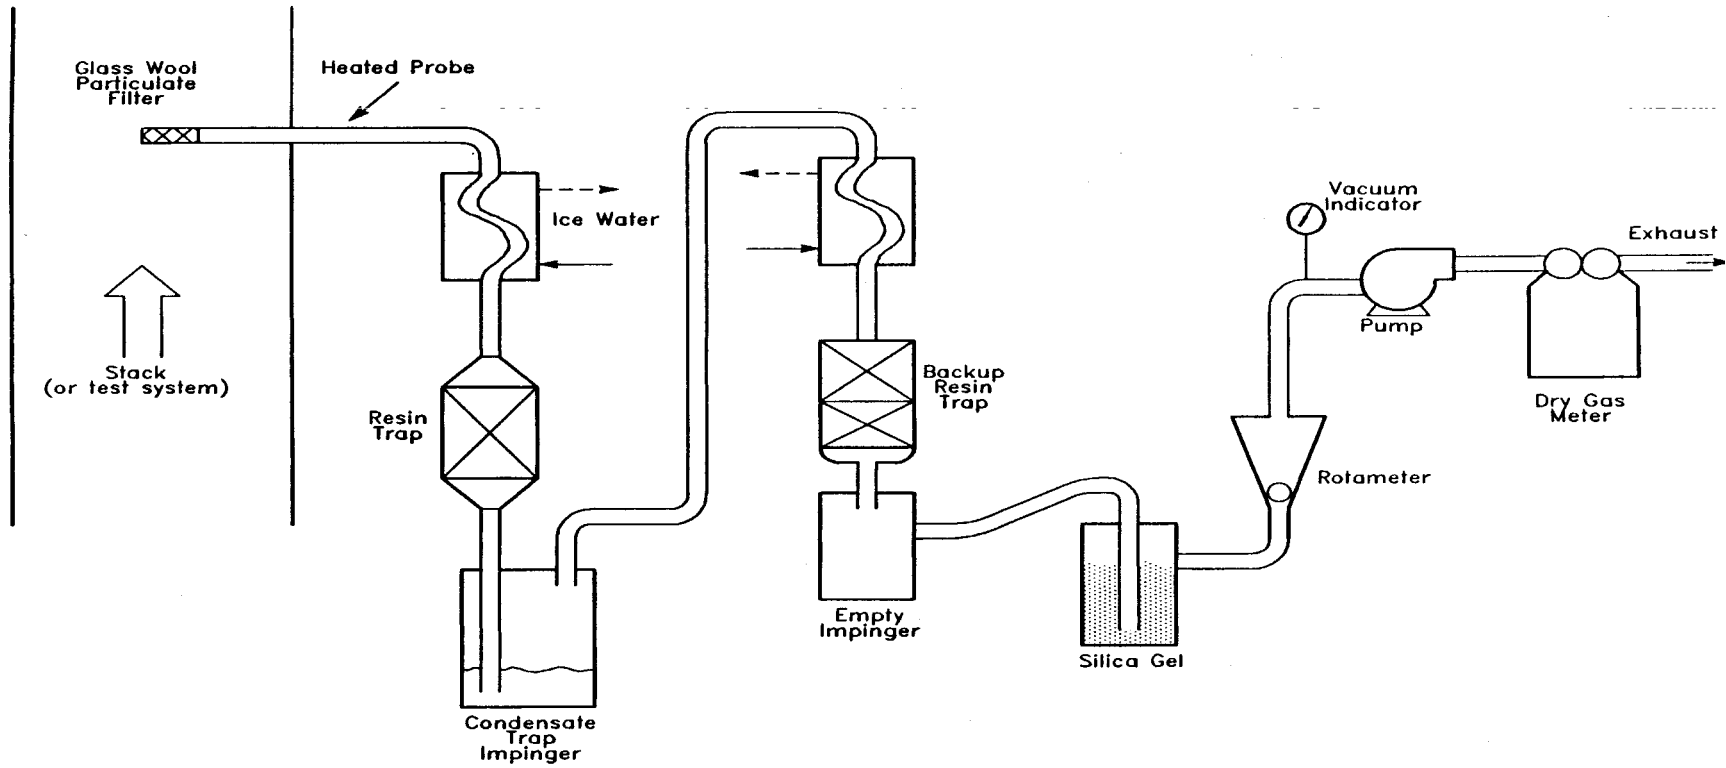 Glass Wool
Particulate
Filter
Heated Probe
Ice Water
Stack
(or test system)
Resin
Trap
Condensate
Trap
Impinger
Backup
Resin
Trap
Empty
Impinger
Silica Gel
Vacuum
Indicator
Rotameter
Pump
Exhaust
Dry Gas
Meter